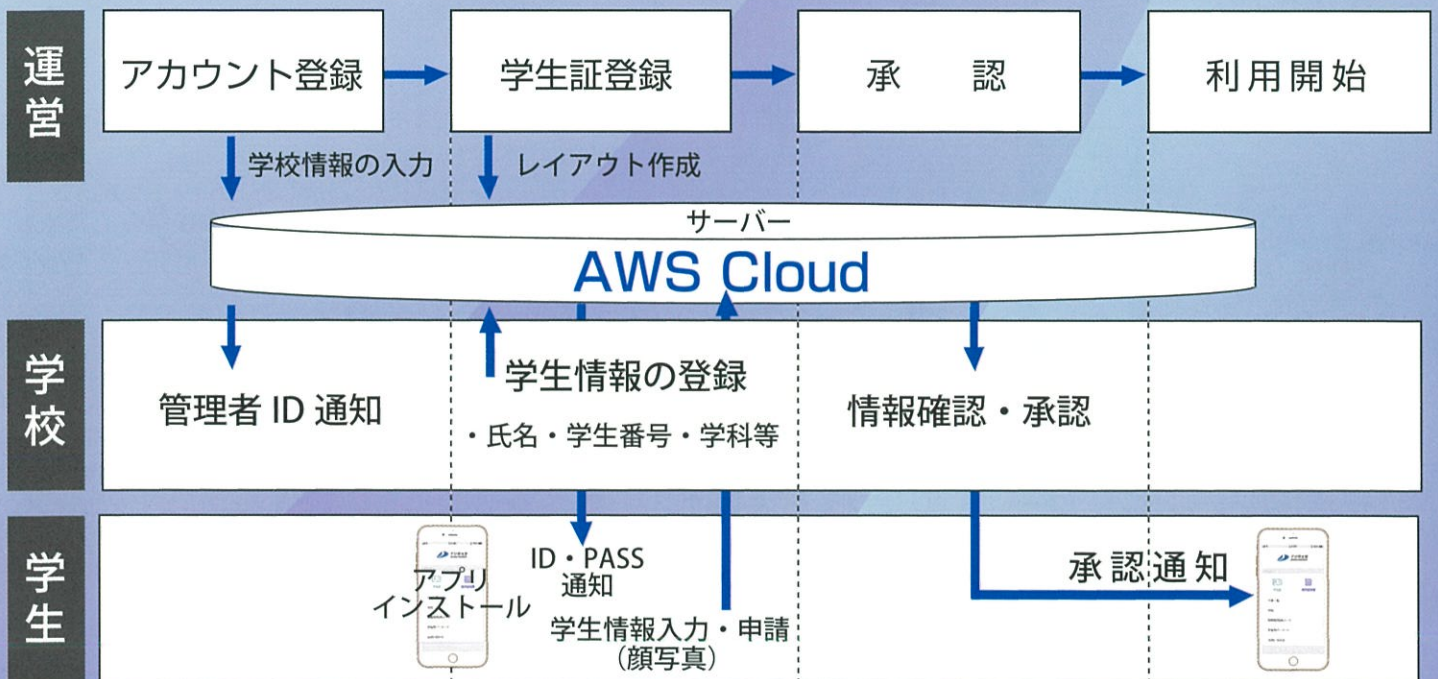 運営
アカウント登録
学生証登録
承 認
利用開始
学校情報の入力
レイアウト作成
サーバー
AWS Cloud
学校
管理者 ID 通知
学生情報の登録
・氏名・学生番号・学科等
情報確認・承認
学生
アプリ
インストール
ID・PASS
通知
学生情報入力・申請
（顔写真）
承認通知